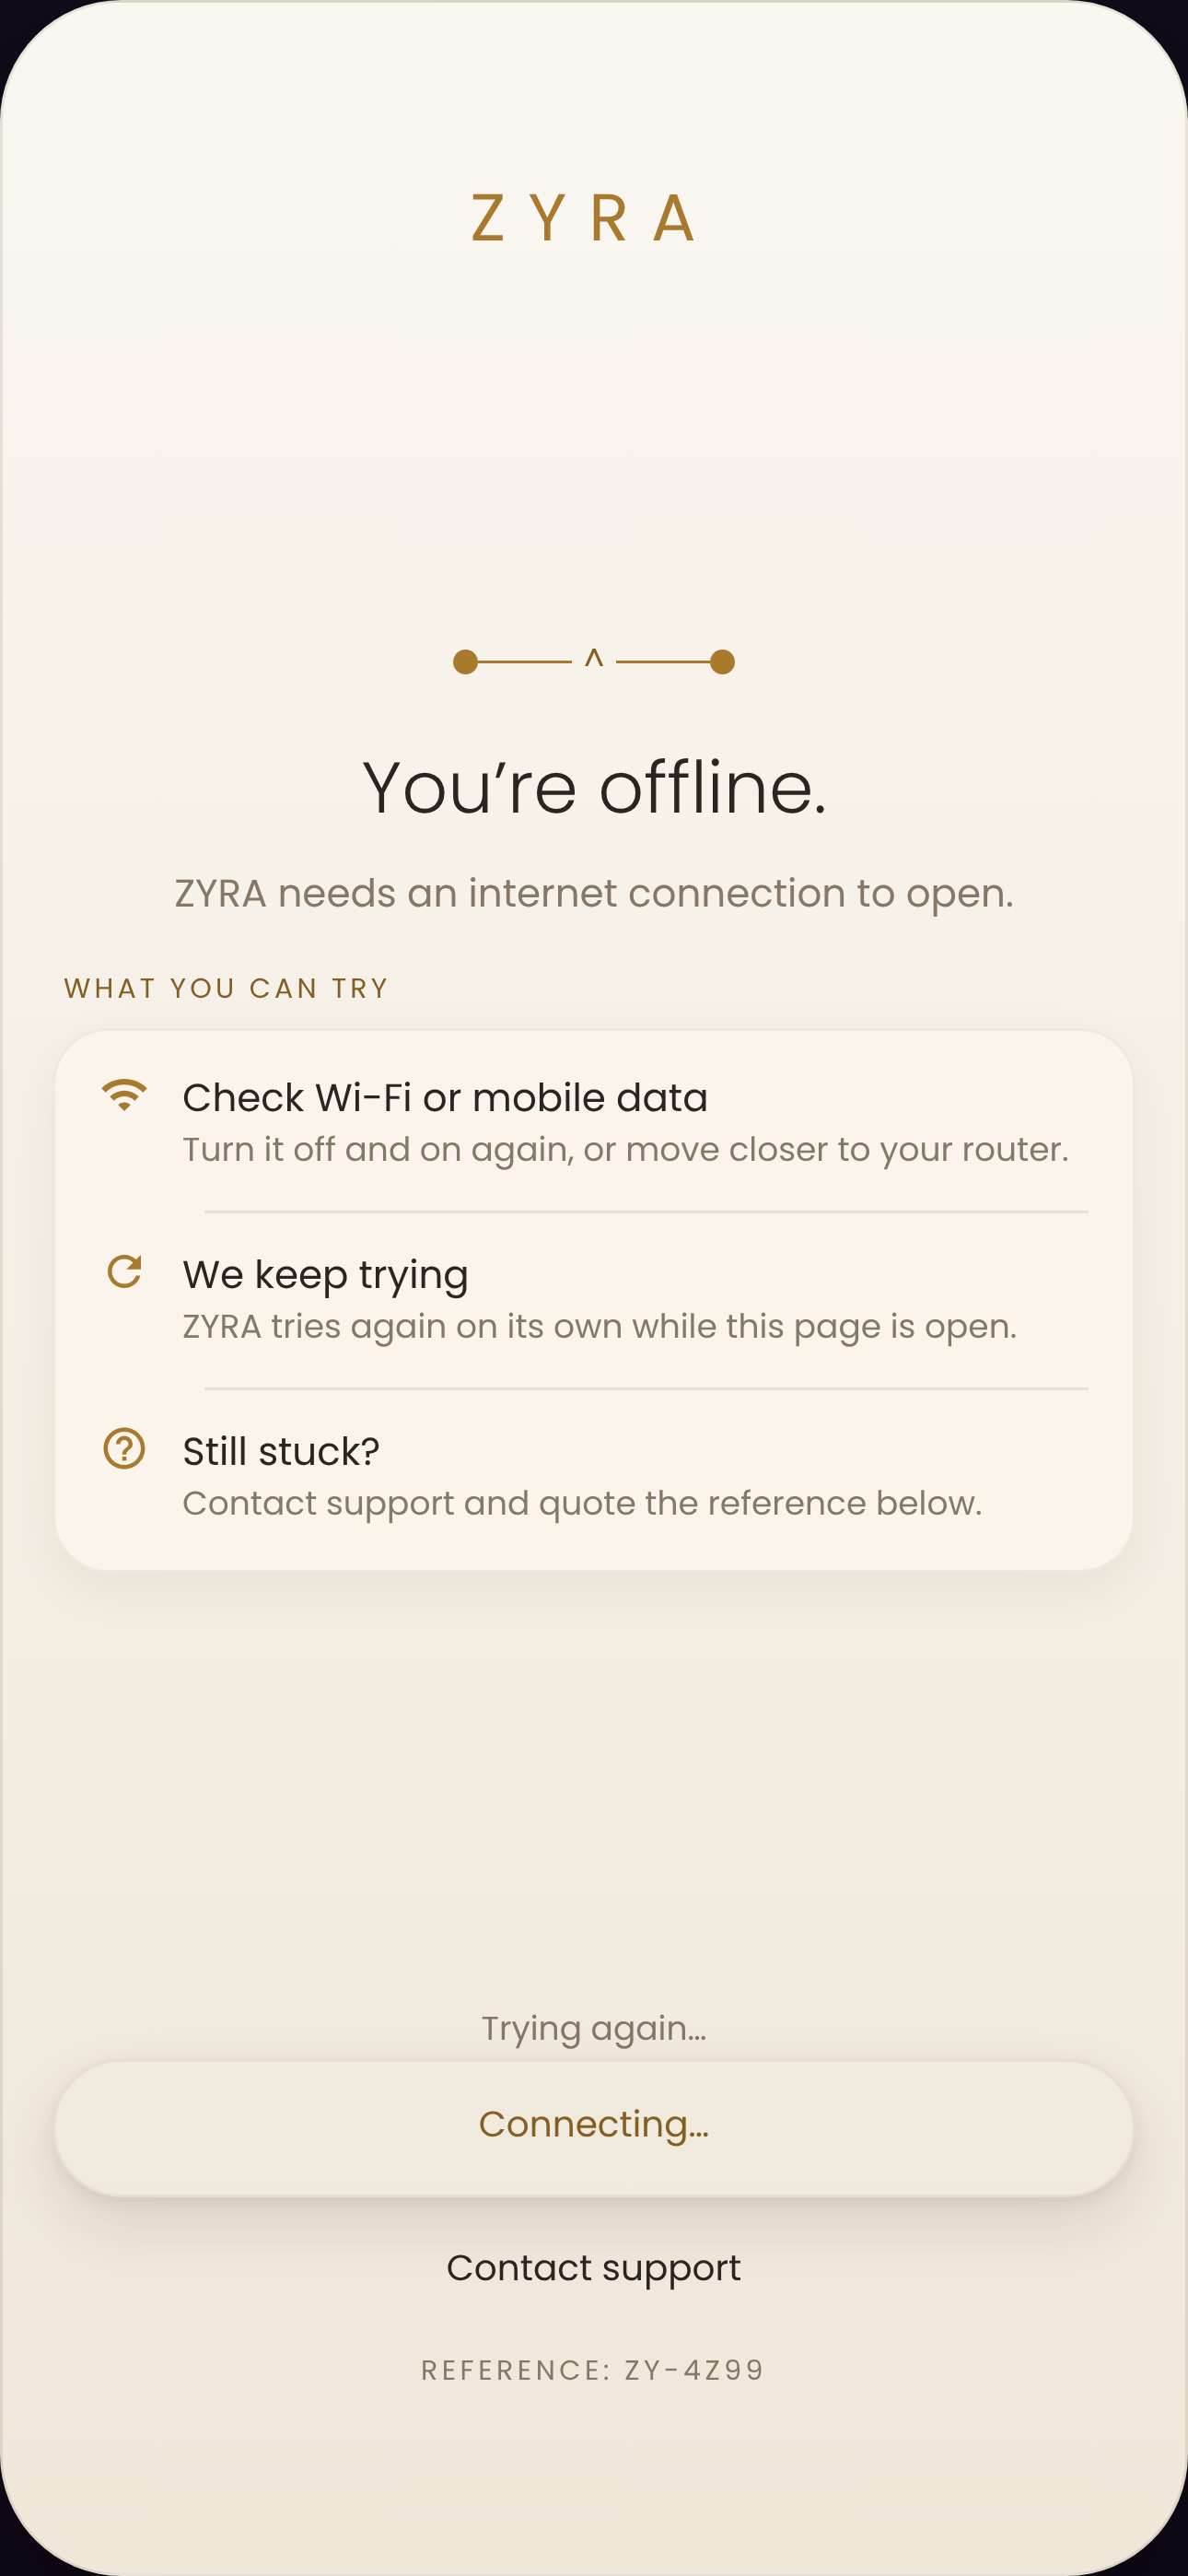 ZYRA
^
You’re offline.
ZYRA needs an internet connection to open.
WHAT YOU CAN TRY
Check Wi-Fi or mobile data
Turn it off and on again, or move closer to your router.
We keep trying
ZYRA tries again on its own while this page is open.
Still stuck?
Contact support and quote the reference below.
Trying again…
Connecting…
Contact support
REFERENCE: ZY-4Z99